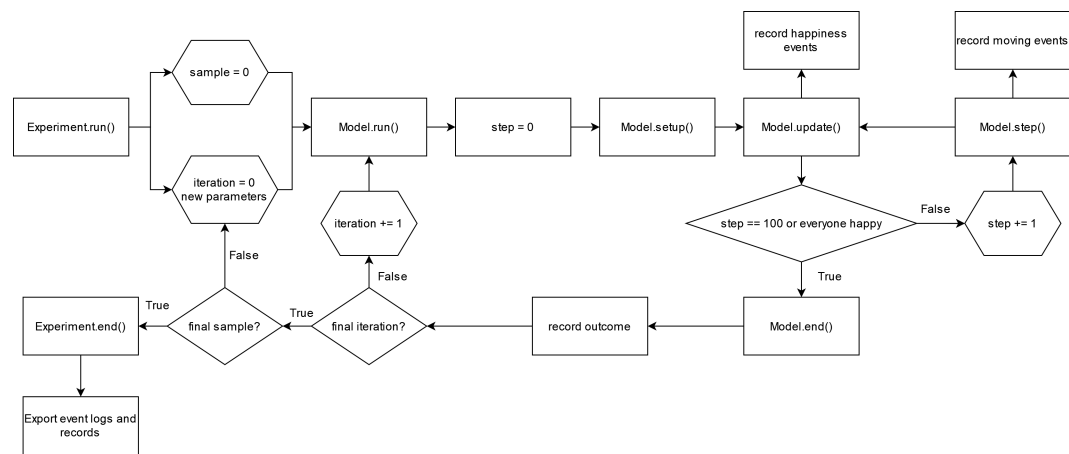 record happiness
events
record moving events
sample = 0
Experiment.run()
Model.run()
step = 0
Model.setup()
Model.update()
Model.step()
iteration = 0
new parameters
iteration += 1
step == 100 or everyone happy
False
step += 1
False
False
True
True
True
Experiment.end()
final sample?
final iteration?
record outcome
Model.end()
Export event logs and
records